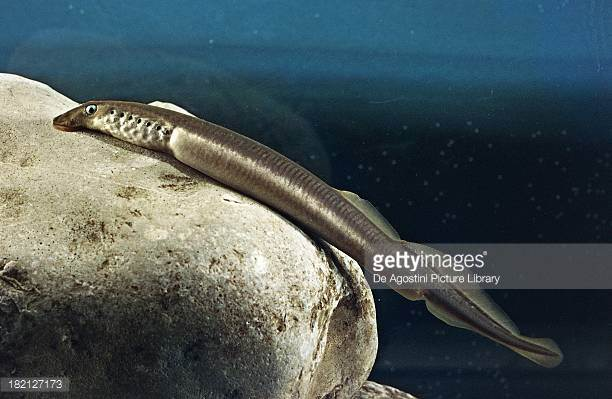 gettyimages®
De Agostini Picture Library
182127173